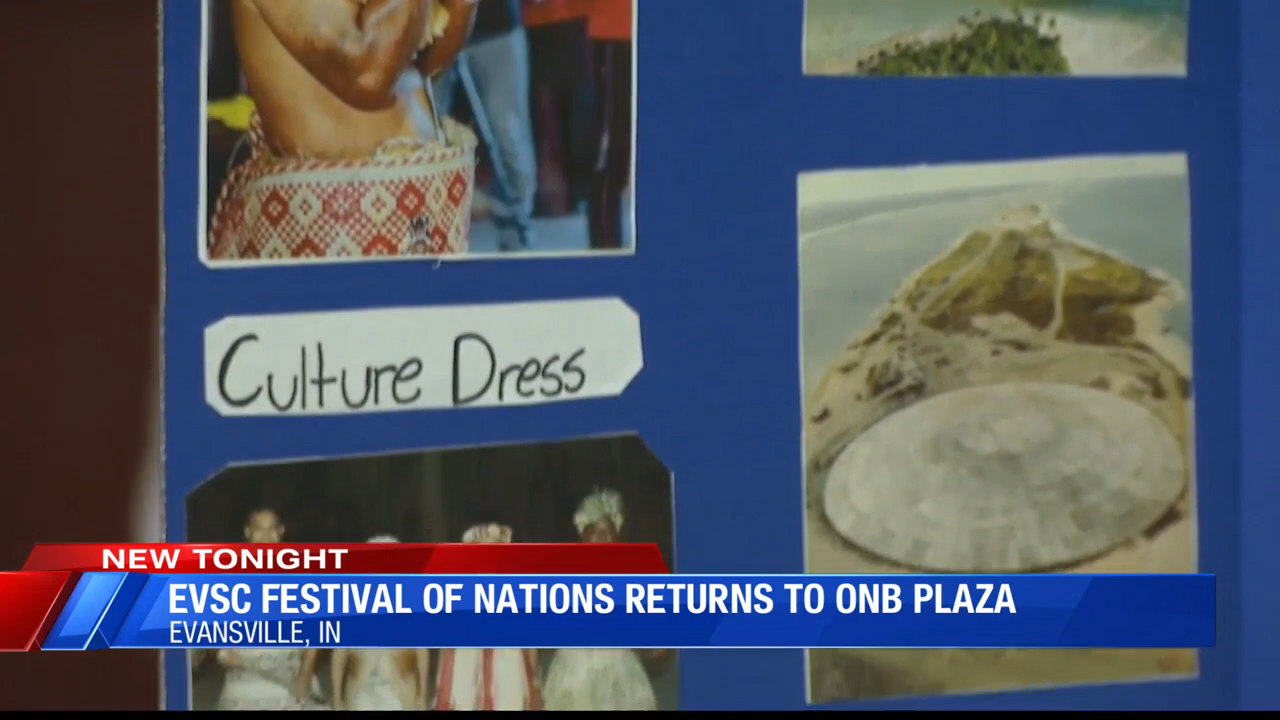 Culture Dress
NEW TONIGHT
EVSC FESTIVAL OF NATIONS RETURNS TO ONB PLAZA
EVANSVILLE, IN